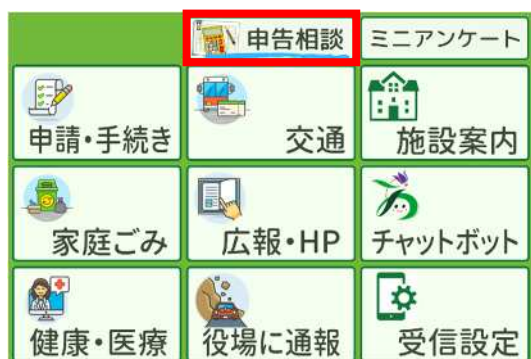 申告相談
ミニアンケート
申請・手続き
交通
施設案内
家庭ごみ
広報・HP
チャットボット
健康・医療
役場に通報
受信設定